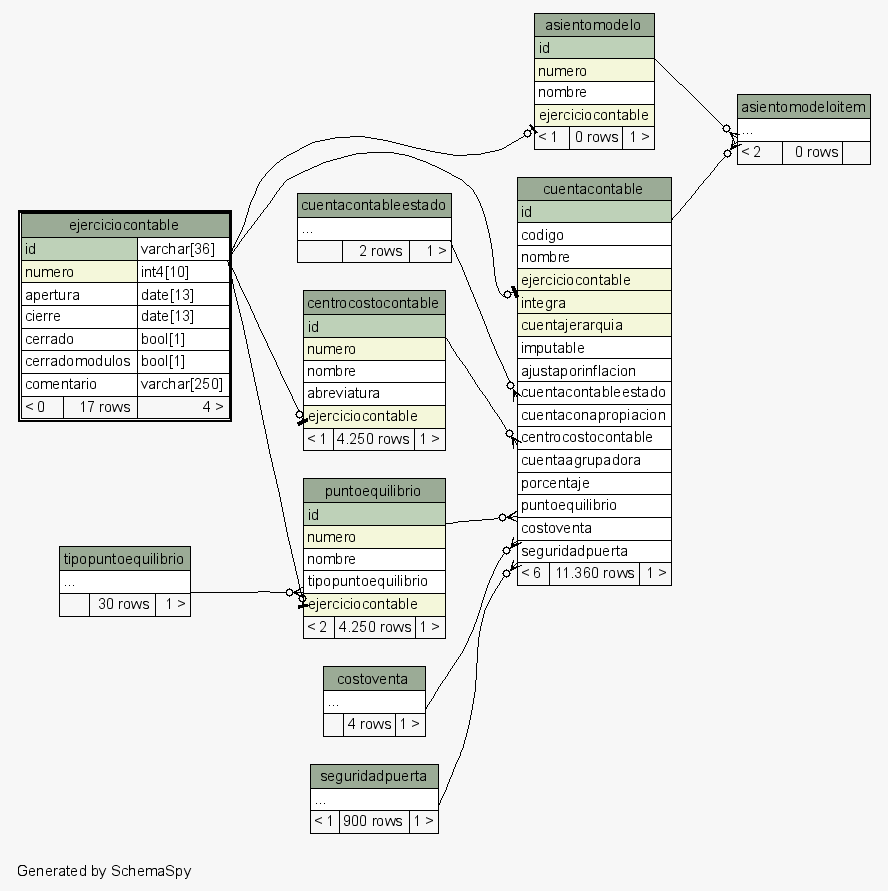 asientomodelo
id
numero
nombre
ejerciciocontable
< 1 0 rows 1 >
asientomodeloitem
...
< 2 0 rows
ejerciciocontable
id varchar[36]
numero int4[10]
apertura date[13]
cierre date[13]
cerrado bool[1]
cerradomodulos bool[1]
comentario varchar[250]
< 0 17 rows 4 >
cuentacontableestado
...
2 rows 1 >
centrocostocontable
id
numero
nombre
abreviatura
ejerciciocontable
< 1 4.250 rows 1 >
cuentacontable
id
codigo
nombre
ejerciciocontable
integra
cuentajerarquia
imputable
ajustaporinflacion
cuentacontableestado
cuentaconapropiacion
centrocostocontable
cuentaagrupadora
porcentaje
puntoequilibrio
costoventa
seguridadpuerta
< 6 11.360 rows 1 >
puntoequilibrio
id
numero
nombre
tipopuntoequilibrio
ejerciciocontable
< 2 4.250 rows 1 >
tipopuntoequilibrio
...
30 rows 1 >
costoventa
...
4 rows 1 >
seguridadpuerta
...
< 1 900 rows 1 >
Generated by SchemaSpy